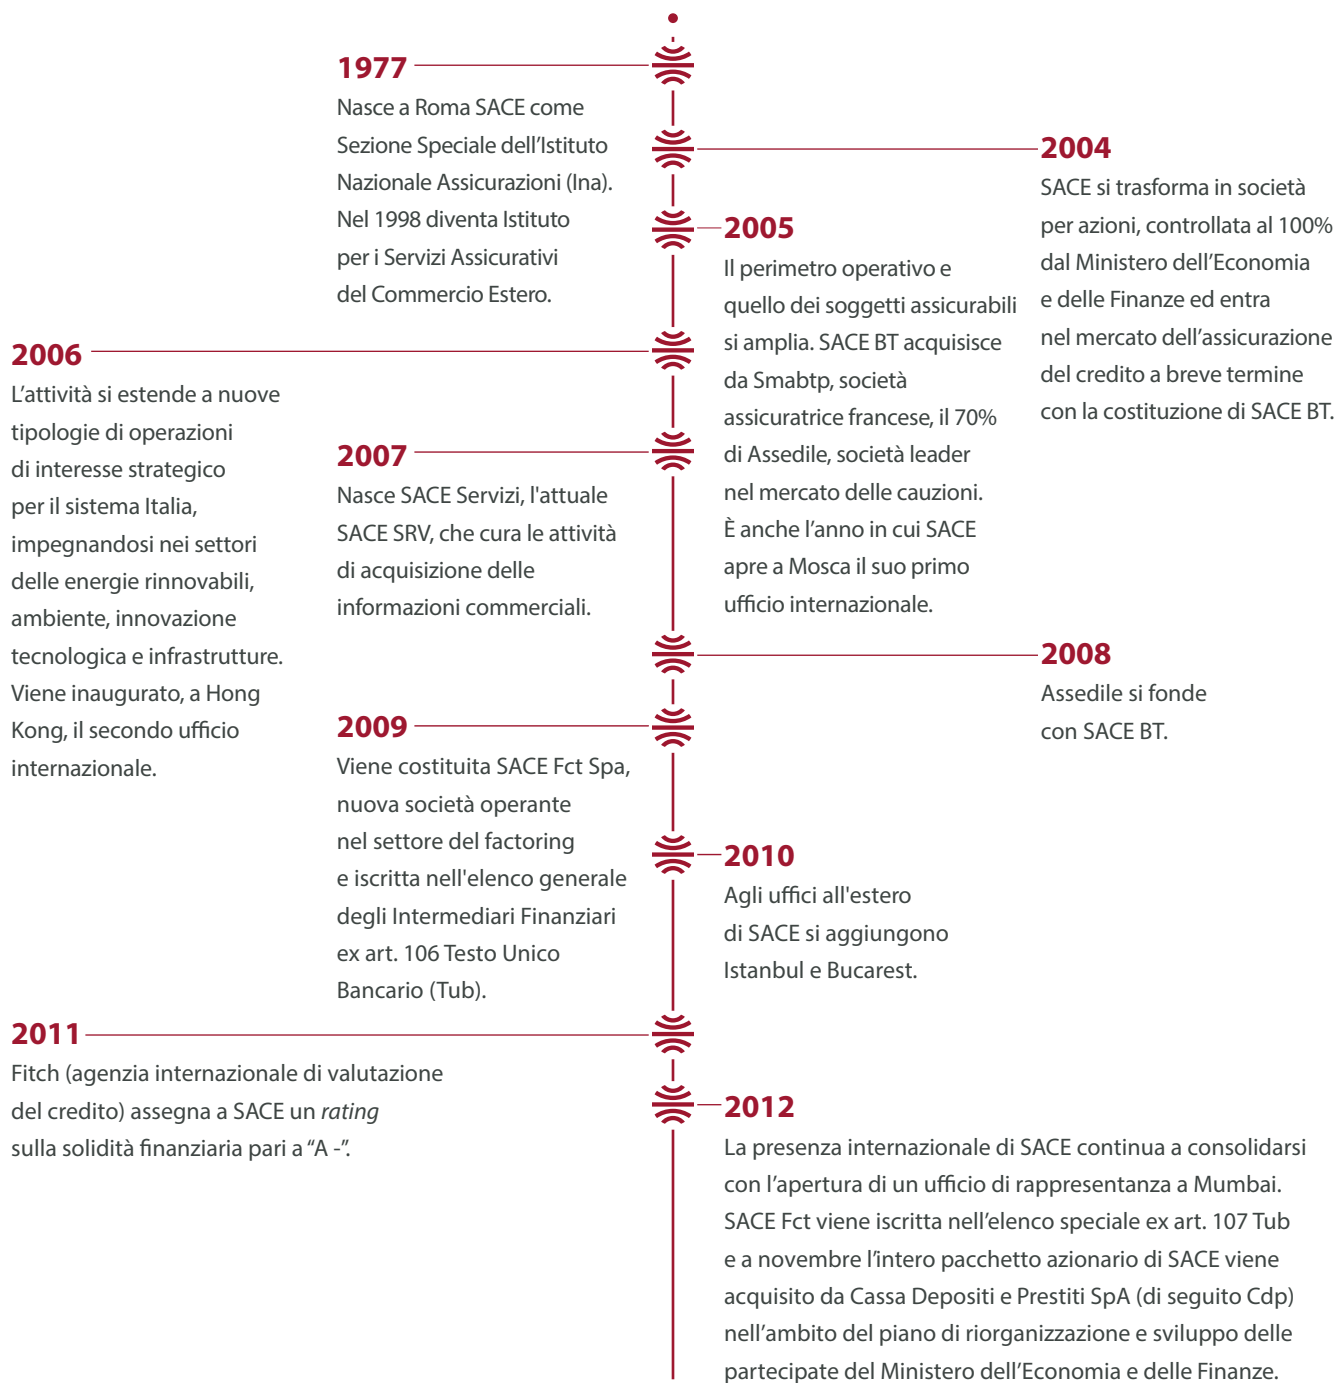 1977
Nasce a Roma SACE come
Sezione Speciale dell’Istituto
Nazionale Assicurazioni (Ina).
Nel 1998 diventa Istituto
per i Servizi Assicurativi
del Commercio Estero.
2004
SACE si trasforma in società
per azioni, controllata al 100%
dal Ministero dell’Economia
e delle Finanze ed entra
nel mercato dell’assicurazione
del credito a breve termine
con la costituzione di SACE BT.
2005
Il perimetro operativo e
quello dei soggetti assicurabili
si amplia. SACE BT acquisisce
da Smabtp, società
assicuratrice francese, il 70%
di Assedile, società leader
nel mercato delle cauzioni.
È anche l’anno in cui SACE
apre a Mosca il suo primo
ufficio internazionale.
2006
L’attività si estende a nuove
tipologie di operazioni
di interesse strategico
per il sistema Italia,
impegnandosi nei settori
delle energie rinnovabili,
ambiente, innovazione
tecnologica e infrastrutture.
Viene inaugurato, a Hong
Kong, il secondo ufficio
internazionale.
2007
Nasce SACE Servizi, l'attuale
SACE SRV, che cura le attività
di acquisizione delle
informazioni commerciali.
2008
Assedile si fonde
con SACE BT.
2009
Viene costituita SACE Fct Spa,
nuova società operante
nel settore del factoring
e iscritta nell'elenco generale
degli Intermediari Finanziari
ex art. 106 Testo Unico
Bancario (Tub).
2010
Agli uffici all'estero
di SACE si aggiungono
Istanbul e Bucarest.
2011
Fitch (agenzia internazionale di valutazione
del credito) assegna a SACE un rating
sulla solidità finanziaria pari a “A -”.
2012
La presenza internazionale di SACE continua a consolidarsi
con l’apertura di un ufficio di rappresentanza a Mumbai.
SACE Fct viene iscritta nell’elenco speciale ex art. 107 Tub
e a novembre l’intero pacchetto azionario di SACE viene
acquisito da Cassa Depositi e Prestiti SpA (di seguito Cdp)
nell’ambito del piano di riorganizzazione e sviluppo delle
partecipate del Ministero dell’Economia e delle Finanze.